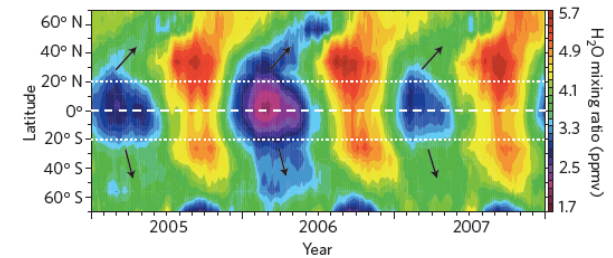 60° N
40° N
20° N
0°
20° S
40° S
60° S
Latitude
2005
2006
2007
Year
5.7
4.9
4.1
3.3
2.5
1.7
H₂O mixing ratio (ppmv)